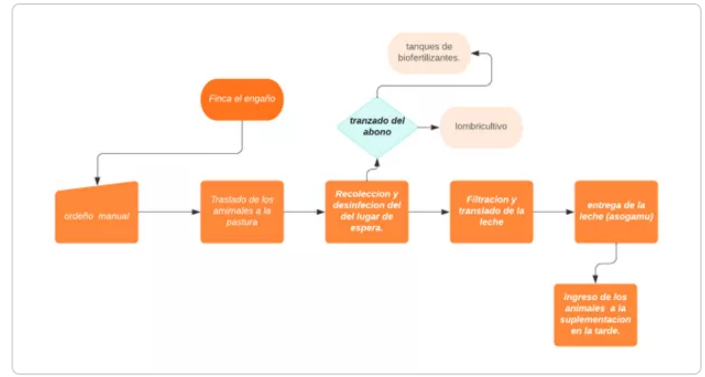 tanques de
biofertilizantes.
Finca el engaño
tranzado del
abono
lombricultivo
ordeño manual
Traslado de los
amimales a la
pastura
Recoleccion y
desinfecion del
del lugar de
espera.
Filtracion y
translado de la
leche
entrega de la
leche (asogamu)
Ingreso de los
animales a la
suplementacion
en la tarde.